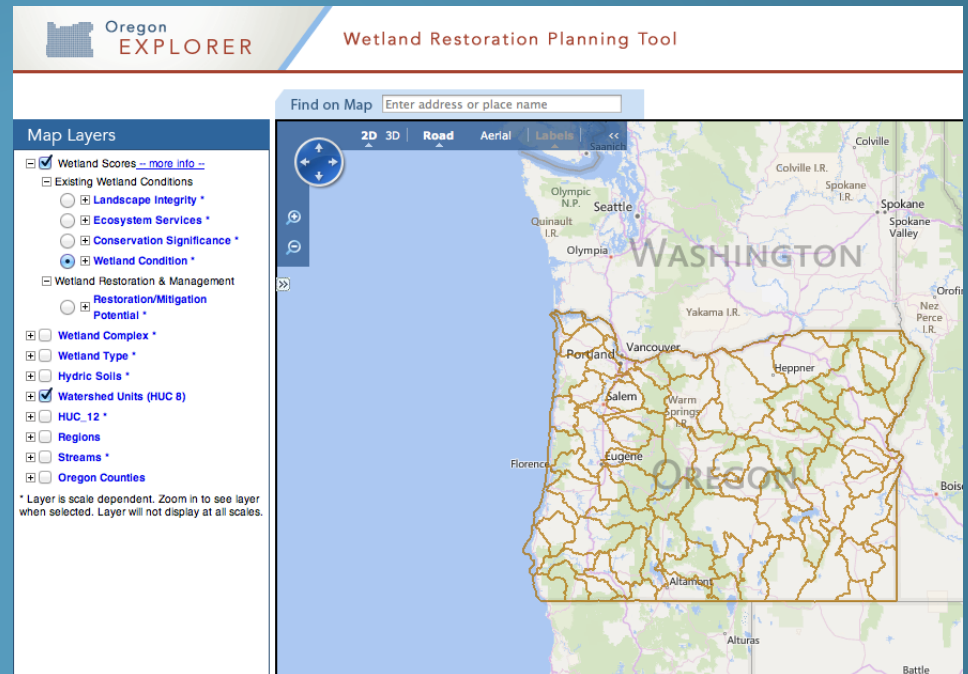 Oregon
EXPLORER
Wetland Restoration Planning Tool
Find on Map Enter address or place name
Map Layers
Wetland Scores -- more info --
Existing Wetland Conditions
Landscape Integrity *
Ecosystem Services *
Conservation Significance *
Wetland Condition *
Wetland Restoration & Management
Restoration/Mitigation
Potential *
Wetland Complex *
Wetland Type *
Hydric Soils *
Watershed Units (HUC 8)
HUC_12 *
Regions
Streams *
Oregon Counties
* Layer is scale dependent. Zoom in to see layer
when selected. Layer will not display at all scales.
2D 3D Road Aerial Labels <<
Saanich
Colville
Colville I.R.
Olympic
N.P.
Seattle
Spokane
I.R.
Spokane
Spokane
Valley
Quinault
I.R.
Olympia
WASHINGTON
Yakama I.R.
Nez
Perce
I.R.
Portland
Vancouver
Heppner
Salem
Warm
Springs
I.R.
Florence
Eugene
OREGON
Altamont
Alturas
Battle